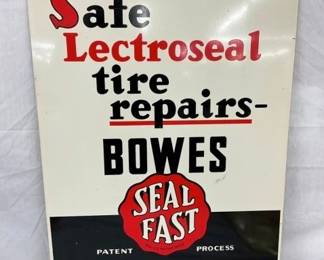 Safe
Lectroseal
tire
repairs-
BOWES
SEAL
FAST
PATENT PROCESS